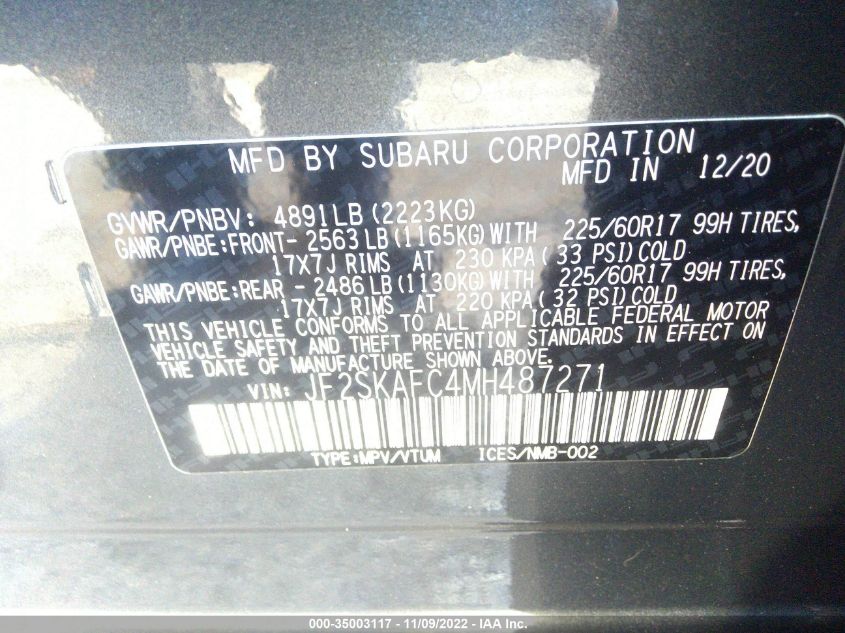 MFD BY SUBARU CORPORATION
MFD IN 12/20
GVWR/PNBV: 4891LB (2223KG)
GAWR/PNBE:FRONT- 2563LB(1165KG)WITH 225/60R17 99H TIRES,
17X7J RIMS AT 230 KPA( 33 PSI)COLD
GAWR/PNBE:REAR - 2486LB(1130KG)WITH 225/60R17 99H TIRES,
17X7J RIMS AT 220 KPA( 32 PSI)COLD
THIS VEHICLE CONFORMS TO ALL APPLICABLE FEDERAL MOTOR
VEHICLE SAFETY AND THEFT PREVENTION STANDARDS IN EFFECT ON
THE DATE OF MANUFACTURE SHOWN ABOVE.
VIN: JF2SKAFC4MH487271
TYPE:MPV/VTUM ICES/NMB-002
000-35003117 - 11/09/2022 - IAA Inc.